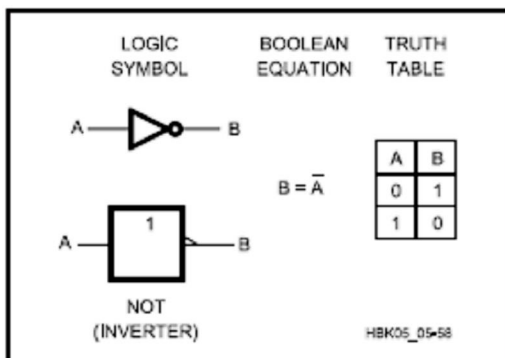 LOGIC SYMBOL
BOOLEAN EQUATION
TRUTH TABLE
A B
B = A̅
A B
0 1
1 0
1
A B
NOT
(INVERTER)
HBK05_05-58